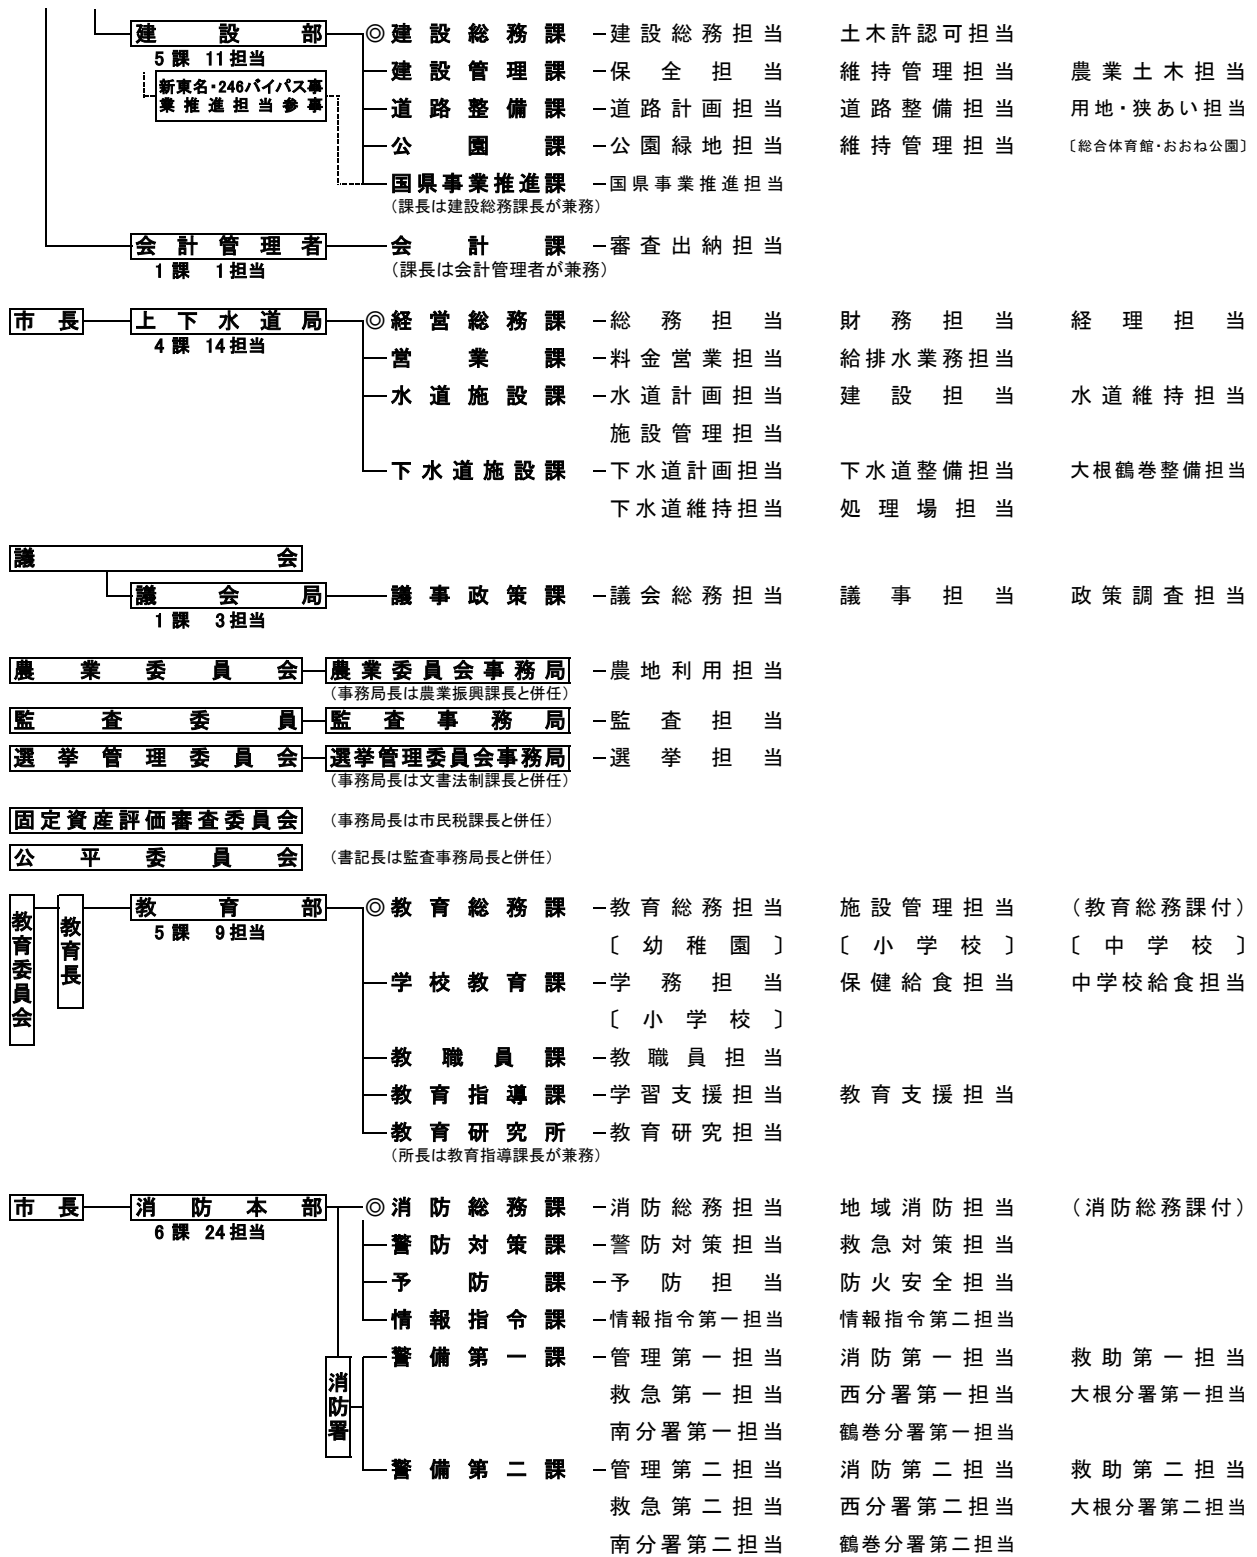 建設部 ◎建設総務課 －建設総務担当 土木許認可担当
5課 11担当
建設管理課 －保全担当 維持管理担当 農業土木担当
新東名・246バイパス事
業推進担当参事
道路整備課 －道路計画担当 道路整備担当 用地・狭あい担当
公園課 －公園緑地担当 維持管理担当 〔総合体育館・おおね公園〕
国県事業推進課 －国県事業推進担当
（課長は建設総務課長が兼務）
会計管理者 会計課 －審査出納担当
1課 1担当 （課長は会計管理者が兼務）
市長 上下水道局 ◎経営総務課 －総務担当 財務担当 経理担当
4課 14担当
営業課 －料金営業担当 給排水業務担当
水道施設課 －水道計画担当 建設担当 水道維持担当
施設管理担当
下水道施設課 －下水道計画担当 下水道整備担当 大根鶴巻整備担当
下水道維持担当 処理場担当
議会
議会局 議事政策課 －議会総務担当 議事担当 政策調査担当
1課 3担当
農業委員会 農業委員会事務局 －農地利用担当
（事務局長は農業振興課長と併任）
監査委員 監査事務局 －監査担当
選挙管理委員会 選挙管理委員会事務局 －選挙担当
（事務局長は文書法制課長と併任）
固定資産評価審査委員会 （事務局長は市民税課長と併任）
公平委員会 （書記長は監査事務局長と併任）
教育委員会
教育長
教育部 ◎教育総務課 －教育総務担当 施設管理担当 （教育総務課付）
5課 9担当
〔幼稚園〕 〔小学校〕 〔中学校〕
学校教育課 －学務担当 保健給食担当 中学校給食担当
〔小学校〕
教職員課 －教職員担当
教育指導課 －学習支援担当 教育支援担当
教育研究所 －教育研究担当
（所長は教育指導課長が兼務）
市長 消防本部 ◎消防総務課 －消防総務担当 地域消防担当 （消防総務課付）
6課 24担当
警防対策課 －警防対策担当 救急対策担当
予防課 －予防担当 防火安全担当
情報指令課 －情報指令第一担当 情報指令第二担当
消防署
警備第一課 －管理第一担当 消防第一担当 救助第一担当
救急第一担当 西分署第一担当 大根分署第一担当
南分署第一担当 鶴巻分署第一担当
警備第二課 －管理第二担当 消防第二担当 救助第二担当
救急第二担当 西分署第二担当 大根分署第二担当
南分署第二担当 鶴巻分署第二担当